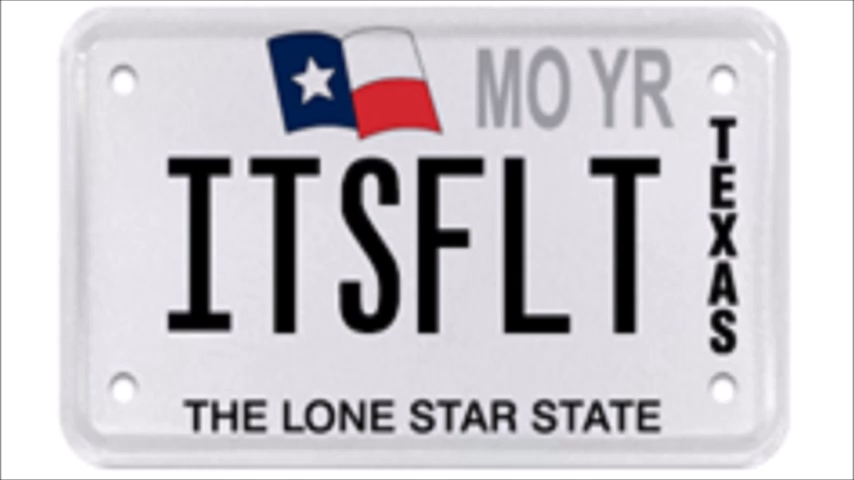 MO YR
ITSFLT
TEXAS
THE LONE STAR STATE